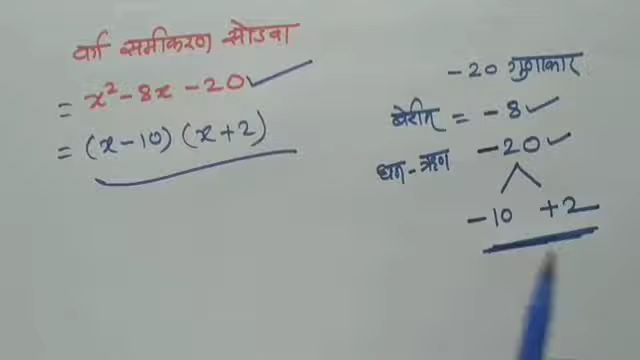 वर्ग समीकरण सोडवा
= x² - 8x - 20 ✓
= (x - 10) (x + 2)
-20 गुणाकार
बेरीज = -8 ✓
धन - ऋण -20 ✓
-10 +2